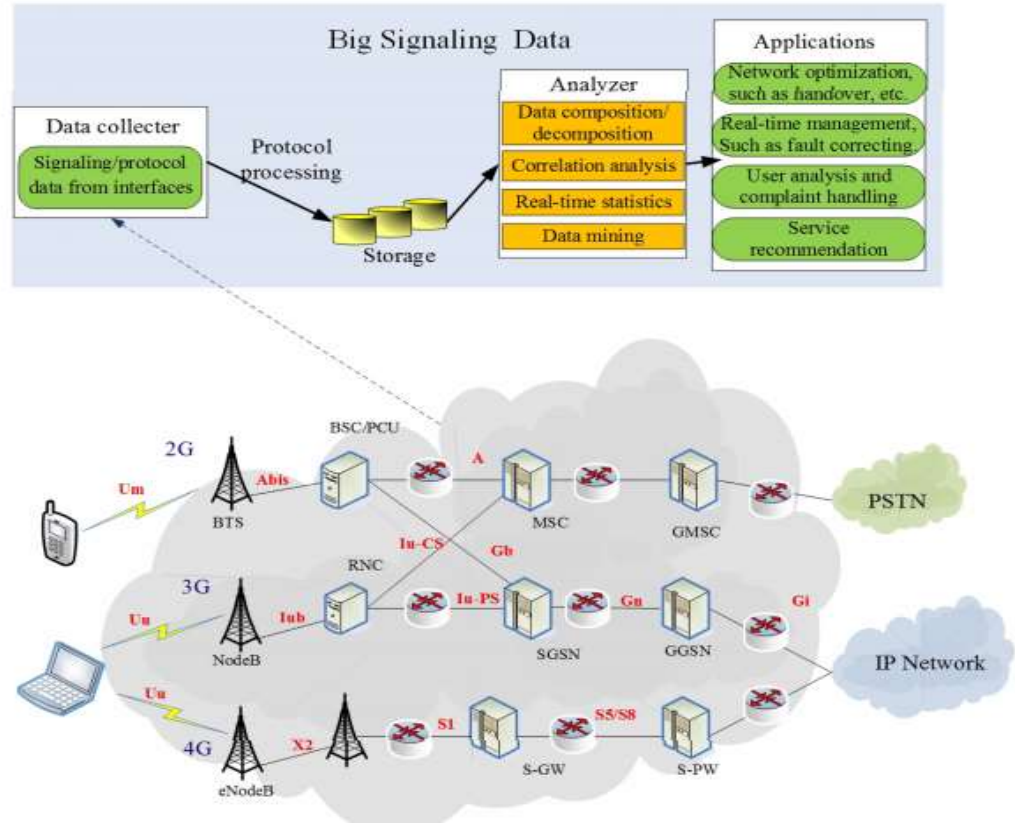 Big Signaling Data
Data collecter
Signaling/protocol
data from interfaces
Protocol
processing
Storage
Analyzer
Data composition/
decomposition
Correlation analysis
Real-time statistics
Data mining
Applications
Network optimization,
such as handover, etc.
Real-time management,
Such as fault correcting.
User analysis and
complaint handling
Service
recommendation
BSC/PCU
2G
A
Um
Abis
BTS
MSC
GMSC
PSTN
Iu-CS
Gb
RNC
3G
Uu
Iub
Iu-PS
Gn
Gi
NodeB
SGSN
GGSN
IP Network
Uu
4G
X2
S1
S5/S8
S-GW
S-PW
eNodeB